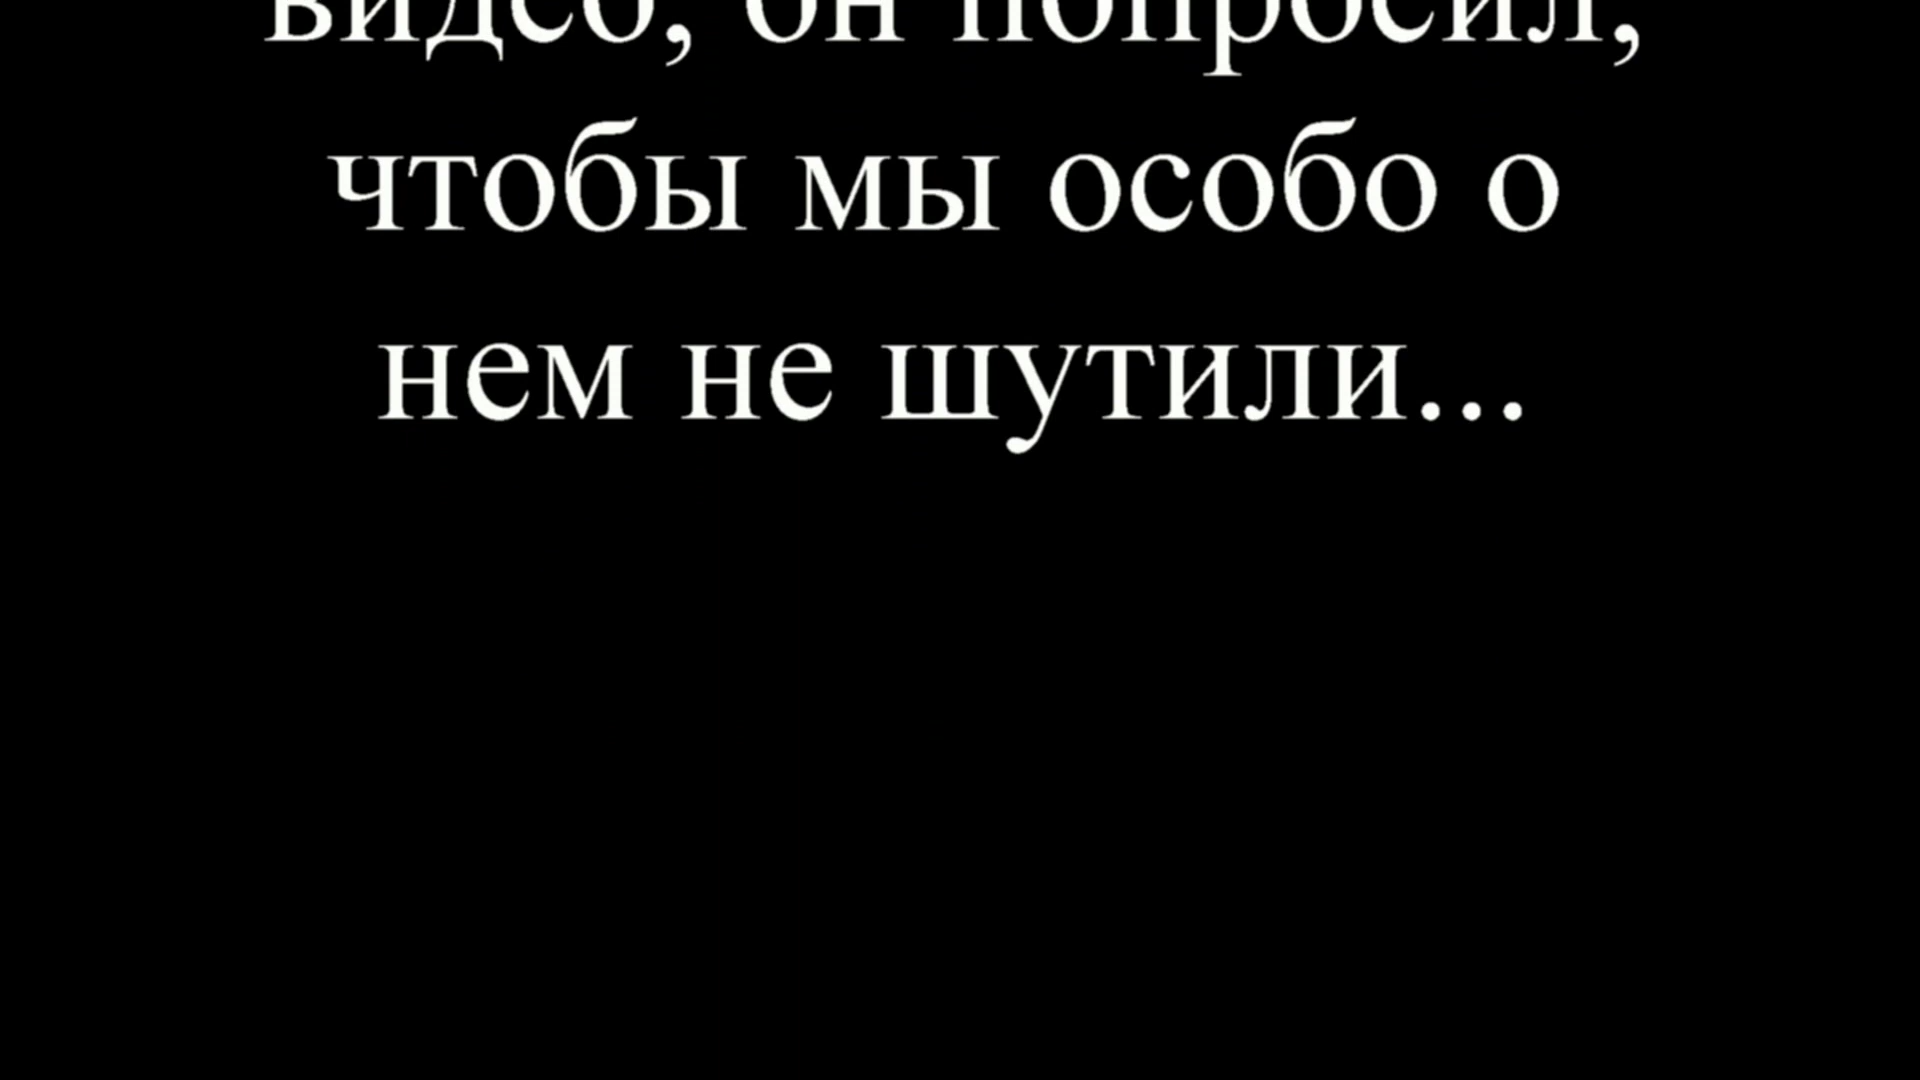 видео, он попросил,
чтобы мы особо о
нем не шутили...